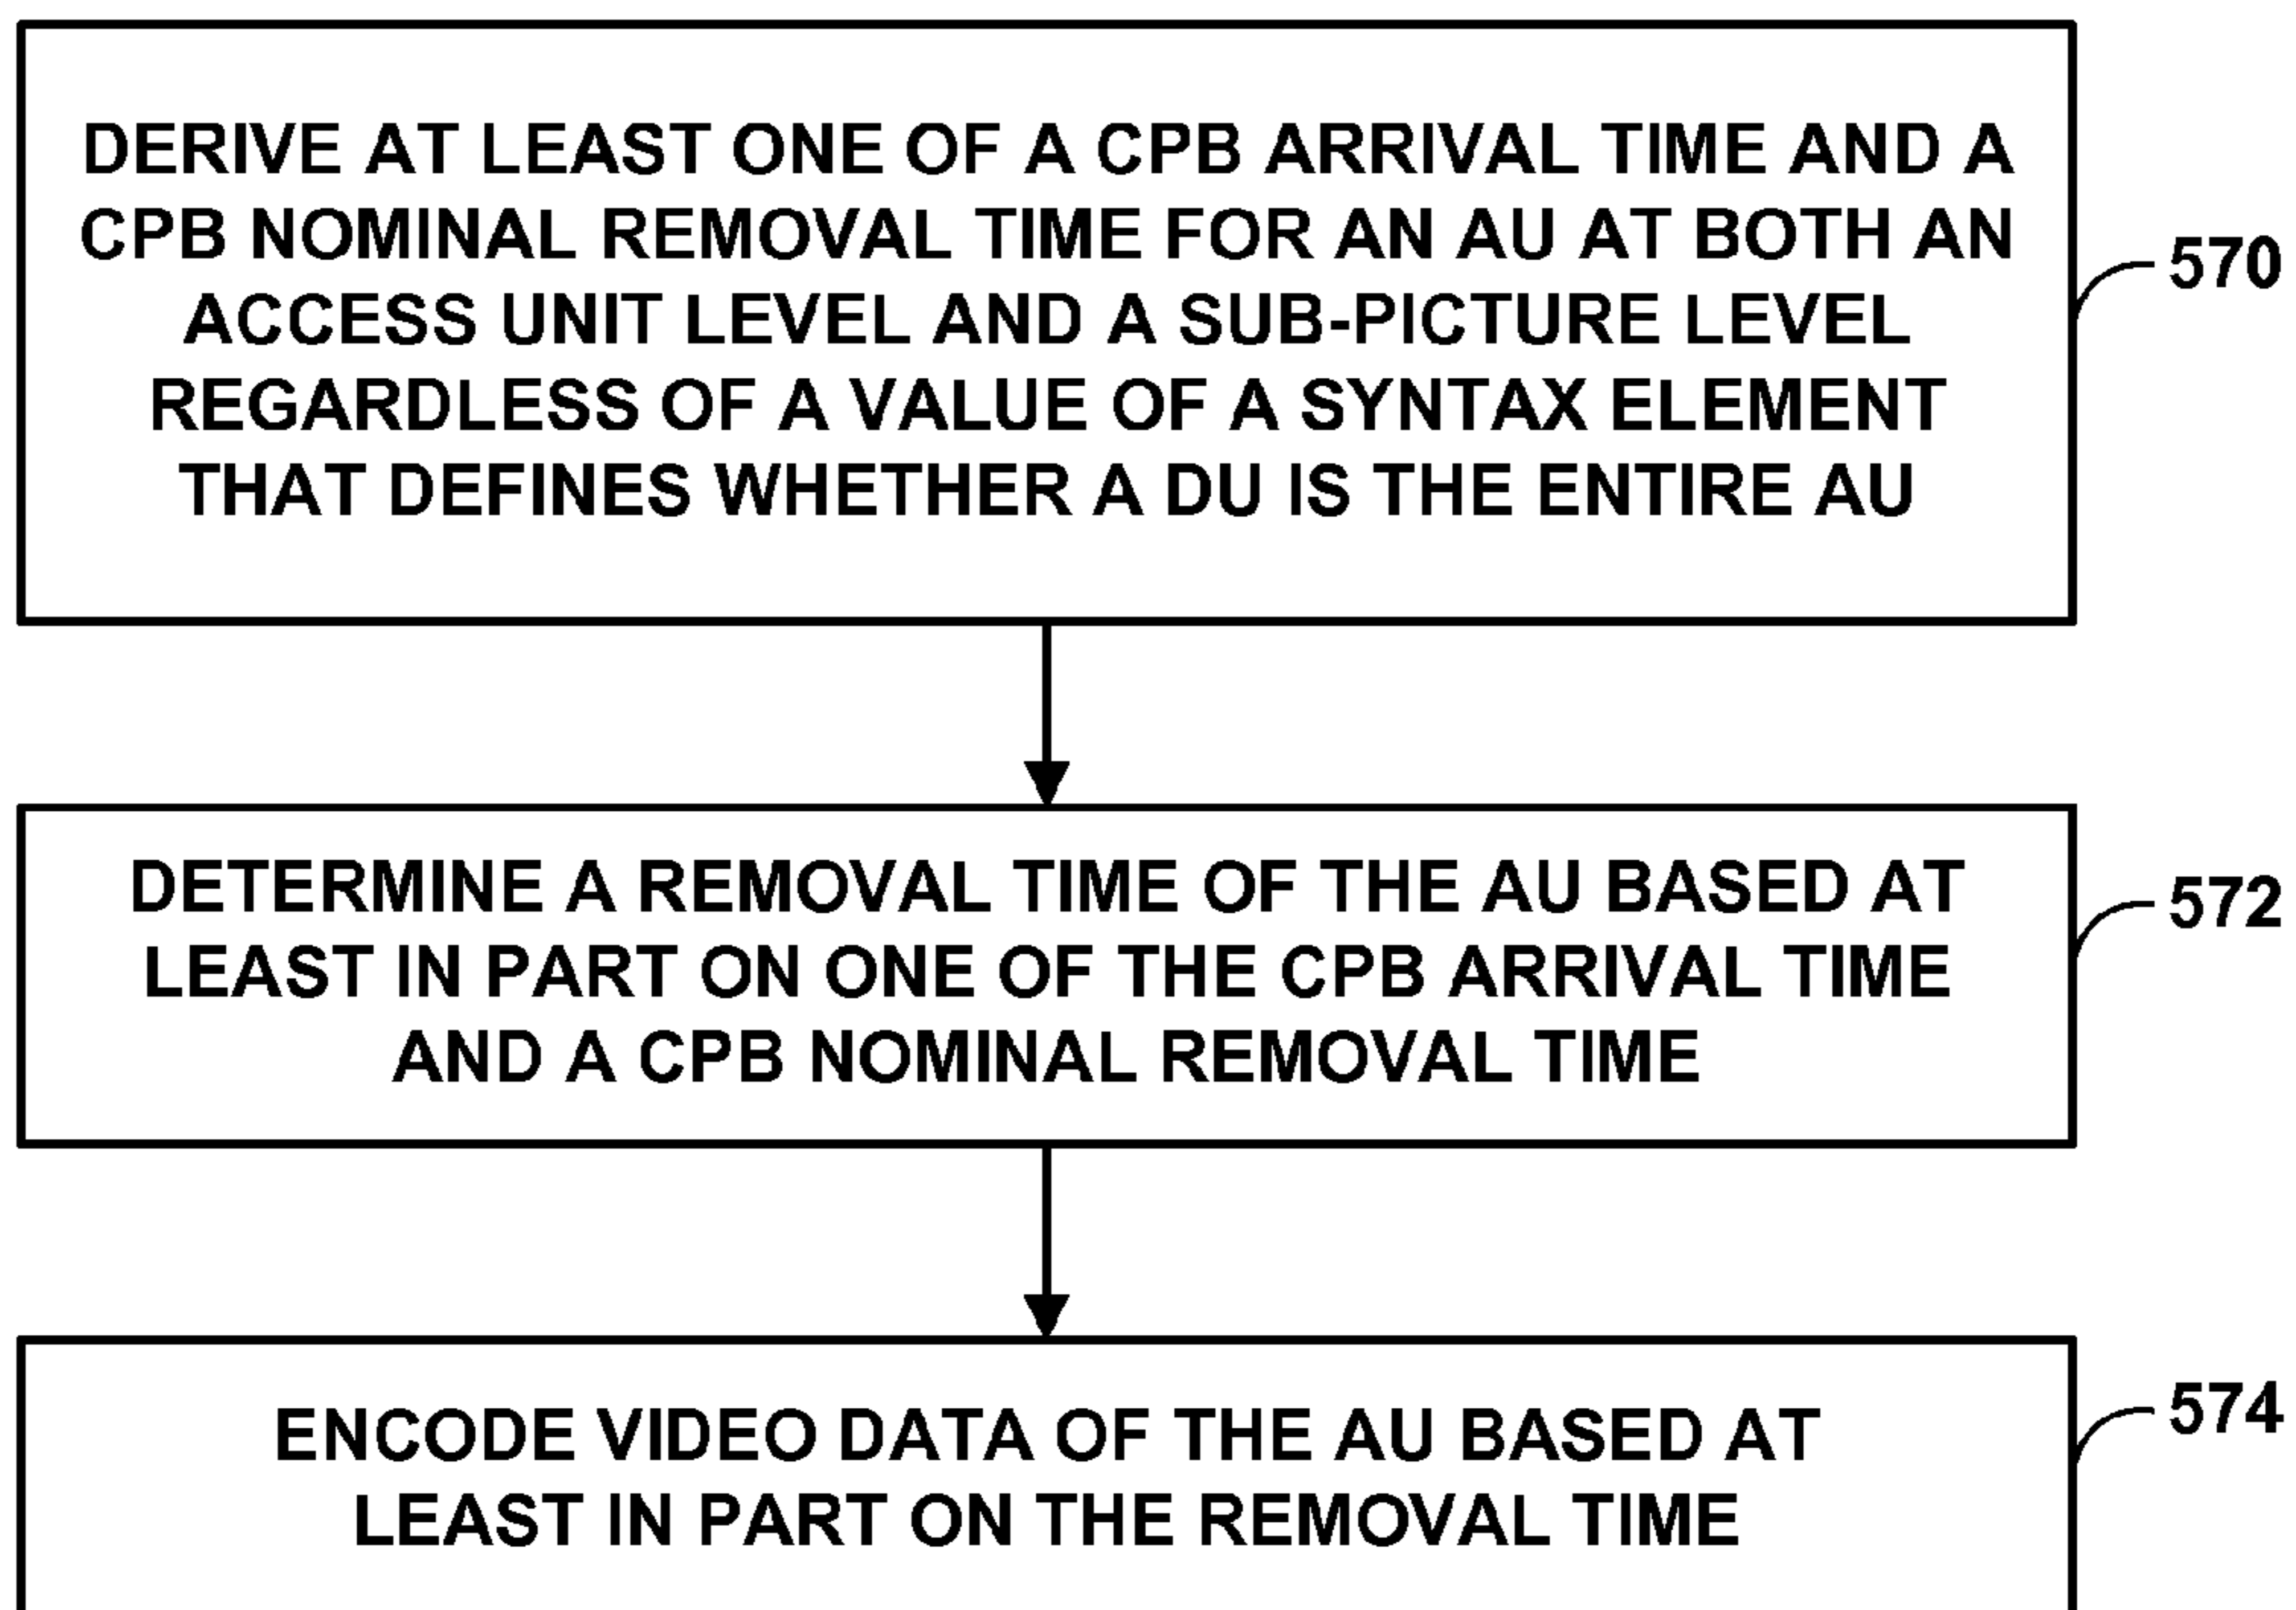 DERIVE AT LEAST ONE OF A CPB ARRIVAL TIME AND A
CPB NOMINAL REMOVAL TIME FOR AN AU AT BOTH AN
ACCESS UNIT LEVEL AND A SUB-PICTURE LEVEL
REGARDLESS OF A VALUE OF A SYNTAX ELEMENT
THAT DEFINES WHETHER A DU IS THE ENTIRE AU
570
DETERMINE A REMOVAL TIME OF THE AU BASED AT
LEAST IN PART ON ONE OF THE CPB ARRIVAL TIME
AND A CPB NOMINAL REMOVAL TIME
572
ENCODE VIDEO DATA OF THE AU BASED AT
LEAST IN PART ON THE REMOVAL TIME
574